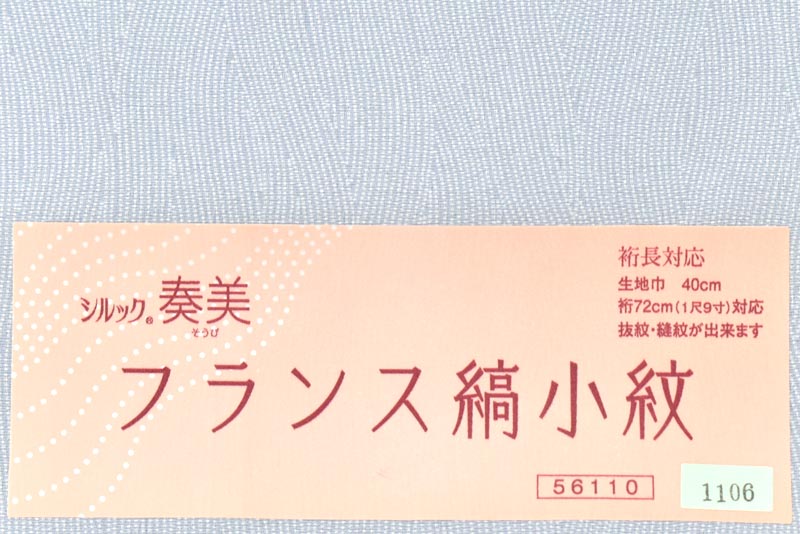 裄長対応
生地巾 40cm
裄72cm(1尺9寸)対応
抜紋・縫紋が出来ます
シルック®奏美
そうび
フランス縞小紋
56110
1106